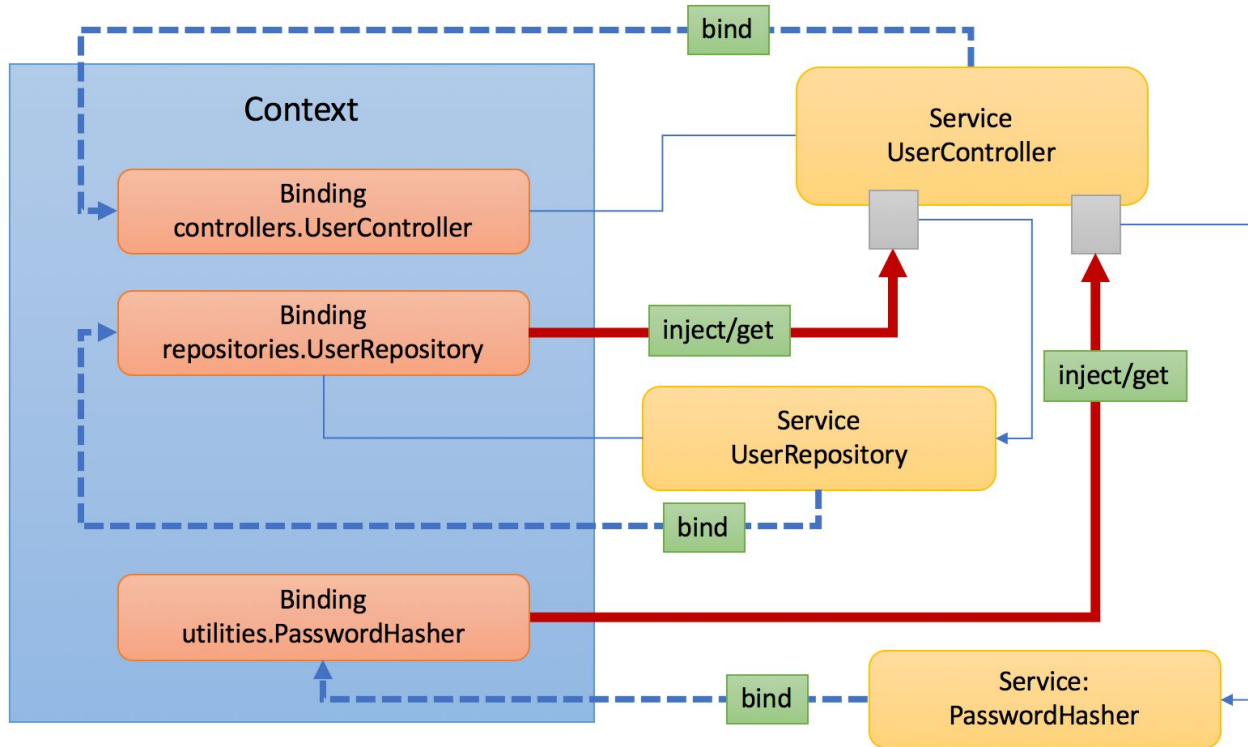 bind
Context
Service
UserController
Binding
controllers.UserController
Binding
repositories.UserRepository
inject/get
inject/get
Service
UserRepository
bind
Binding
utilities.PasswordHasher
bind
Service:
PasswordHasher